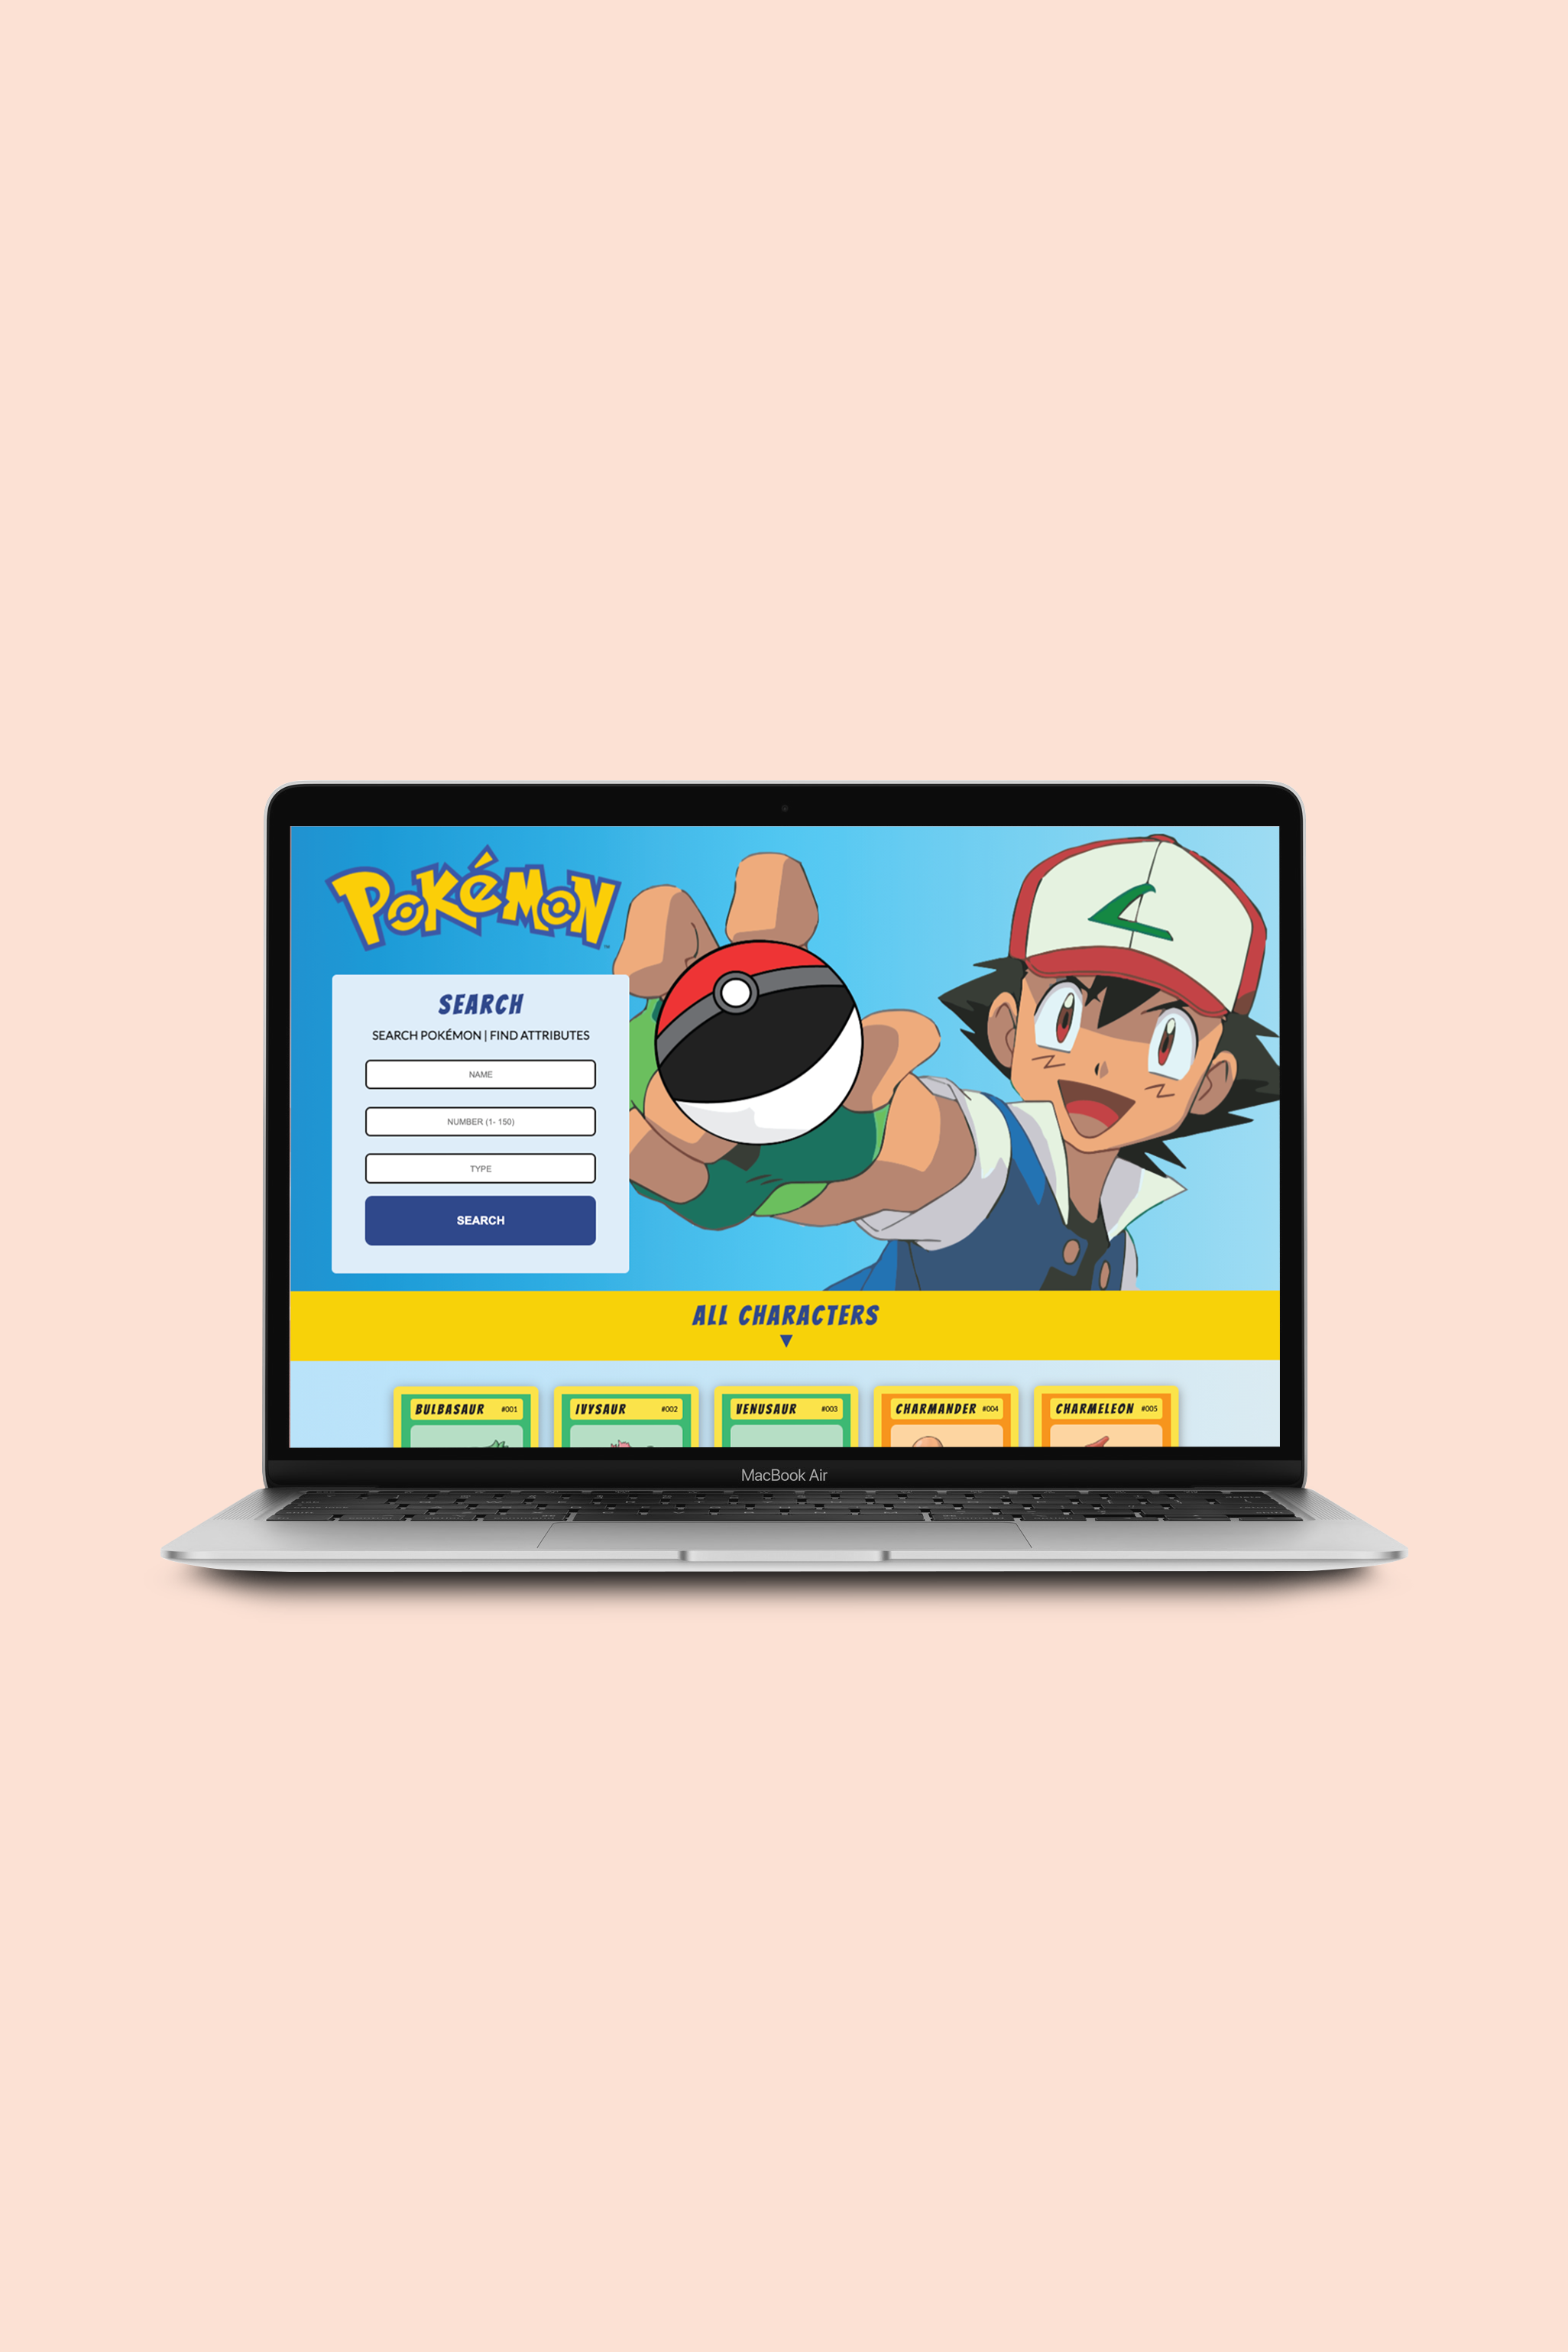 Pokémon
™
SEARCH
SEARCH POKÉMON | FIND ATTRIBUTES
NAME
NUMBER (1- 150)
TYPE
SEARCH
ALL CHARACTERS
BULBASAUR #001
IVYSAUR #002
VENUSAUR #003
CHARMANDER #004
CHARMELEON #005
MacBook Air